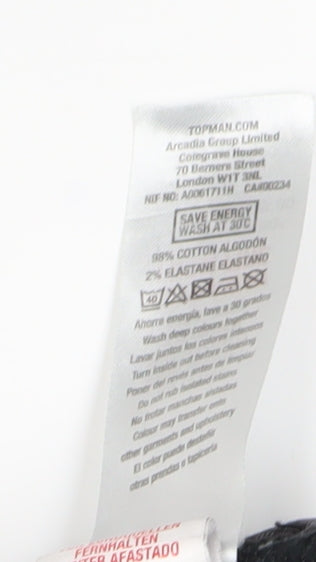 TOPMAN.COM
Arcadia Group Limited
Colegrave House
70 Berners Street
London W1T 3NL
NIF NO: A0061711H CA#00234
SAVE ENERGY
WASH AT 30°C
98% COTTON ALGODÓN
2% ELASTANE ELASTANO
40
Ahorre energía, lave a 30 grados
Wash deep colours together
Lavar juntos los colores intensos
Turn inside out before cleaning
Poner del revés antes de limpiar
Do not rub isolated stains
No frotar manchas aisladas
Colour may transfer onto
other garments and upholstery
El color puede desteñir
otras prendas o tapicería
FERNHALTEN
AFASTADO